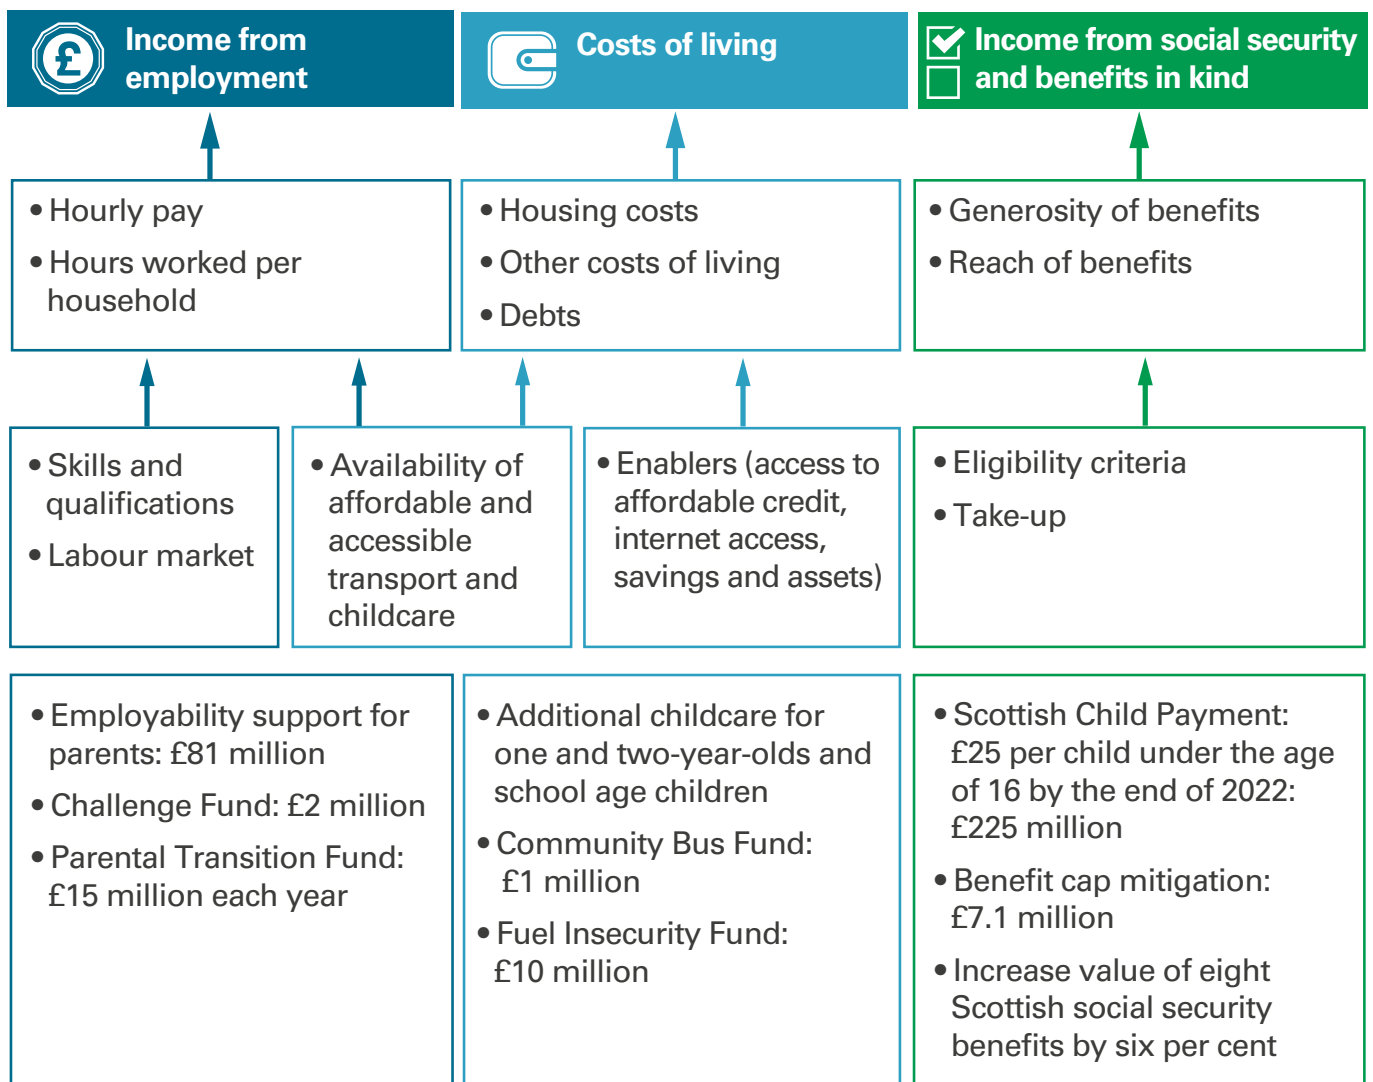 £
Income from
employment
Costs of living
Income from social security
and benefits in kind
• Hourly pay
• Hours worked per
household
• Housing costs
• Other costs of living
• Debts
• Generosity of benefits
• Reach of benefits
• Skills and
qualifications
• Labour market
• Availability of
affordable and
accessible
transport and
childcare
• Enablers (access to
affordable credit,
internet access,
savings and assets)
• Eligibility criteria
• Take-up
• Employability support for
parents: £81 million
• Challenge Fund: £2 million
• Parental Transition Fund:
£15 million each year
• Additional childcare for
one and two-year-olds and
school age children
• Community Bus Fund:
£1 million
• Fuel Insecurity Fund:
£10 million
• Scottish Child Payment:
£25 per child under the age
of 16 by the end of 2022:
£225 million
• Benefit cap mitigation:
£7.1 million
• Increase value of eight
Scottish social security
benefits by six per cent